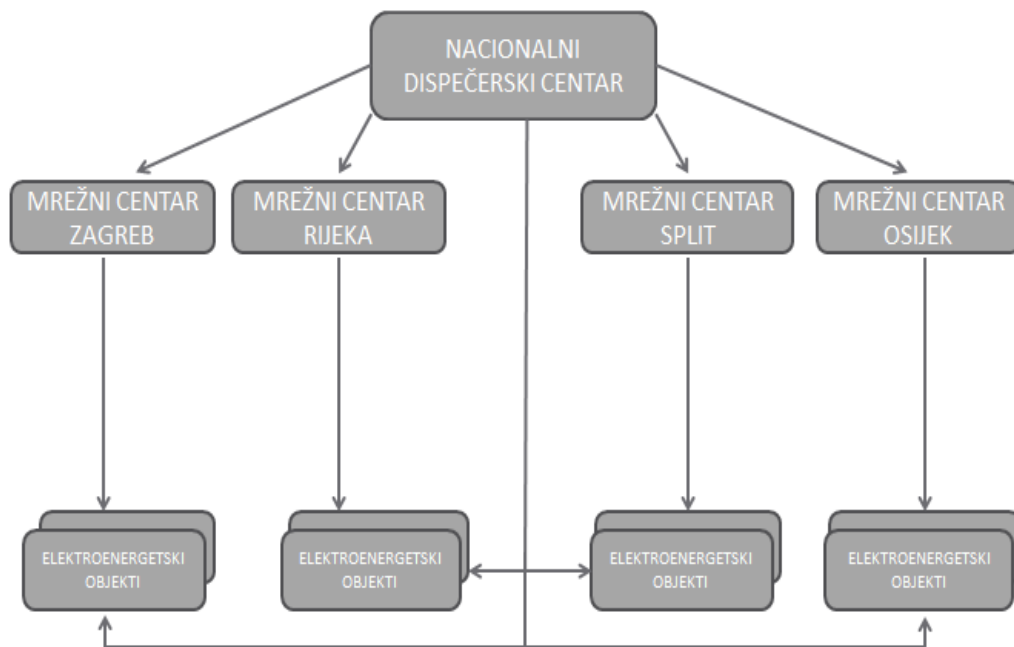 NACIONALNI
DISPEČERSKI CENTAR
MREŽNI CENTAR
ZAGREB
MREŽNI CENTAR
RIJEKA
MREŽNI CENTAR
SPLIT
MREŽNI CENTAR
OSIJEK
ELEKTROENERGETSKI
OBJEKTI
ELEKTROENERGETSKI
OBJEKTI
ELEKTROENERGETSKI
OBJEKTI
ELEKTROENERGETSKI
OBJEKTI